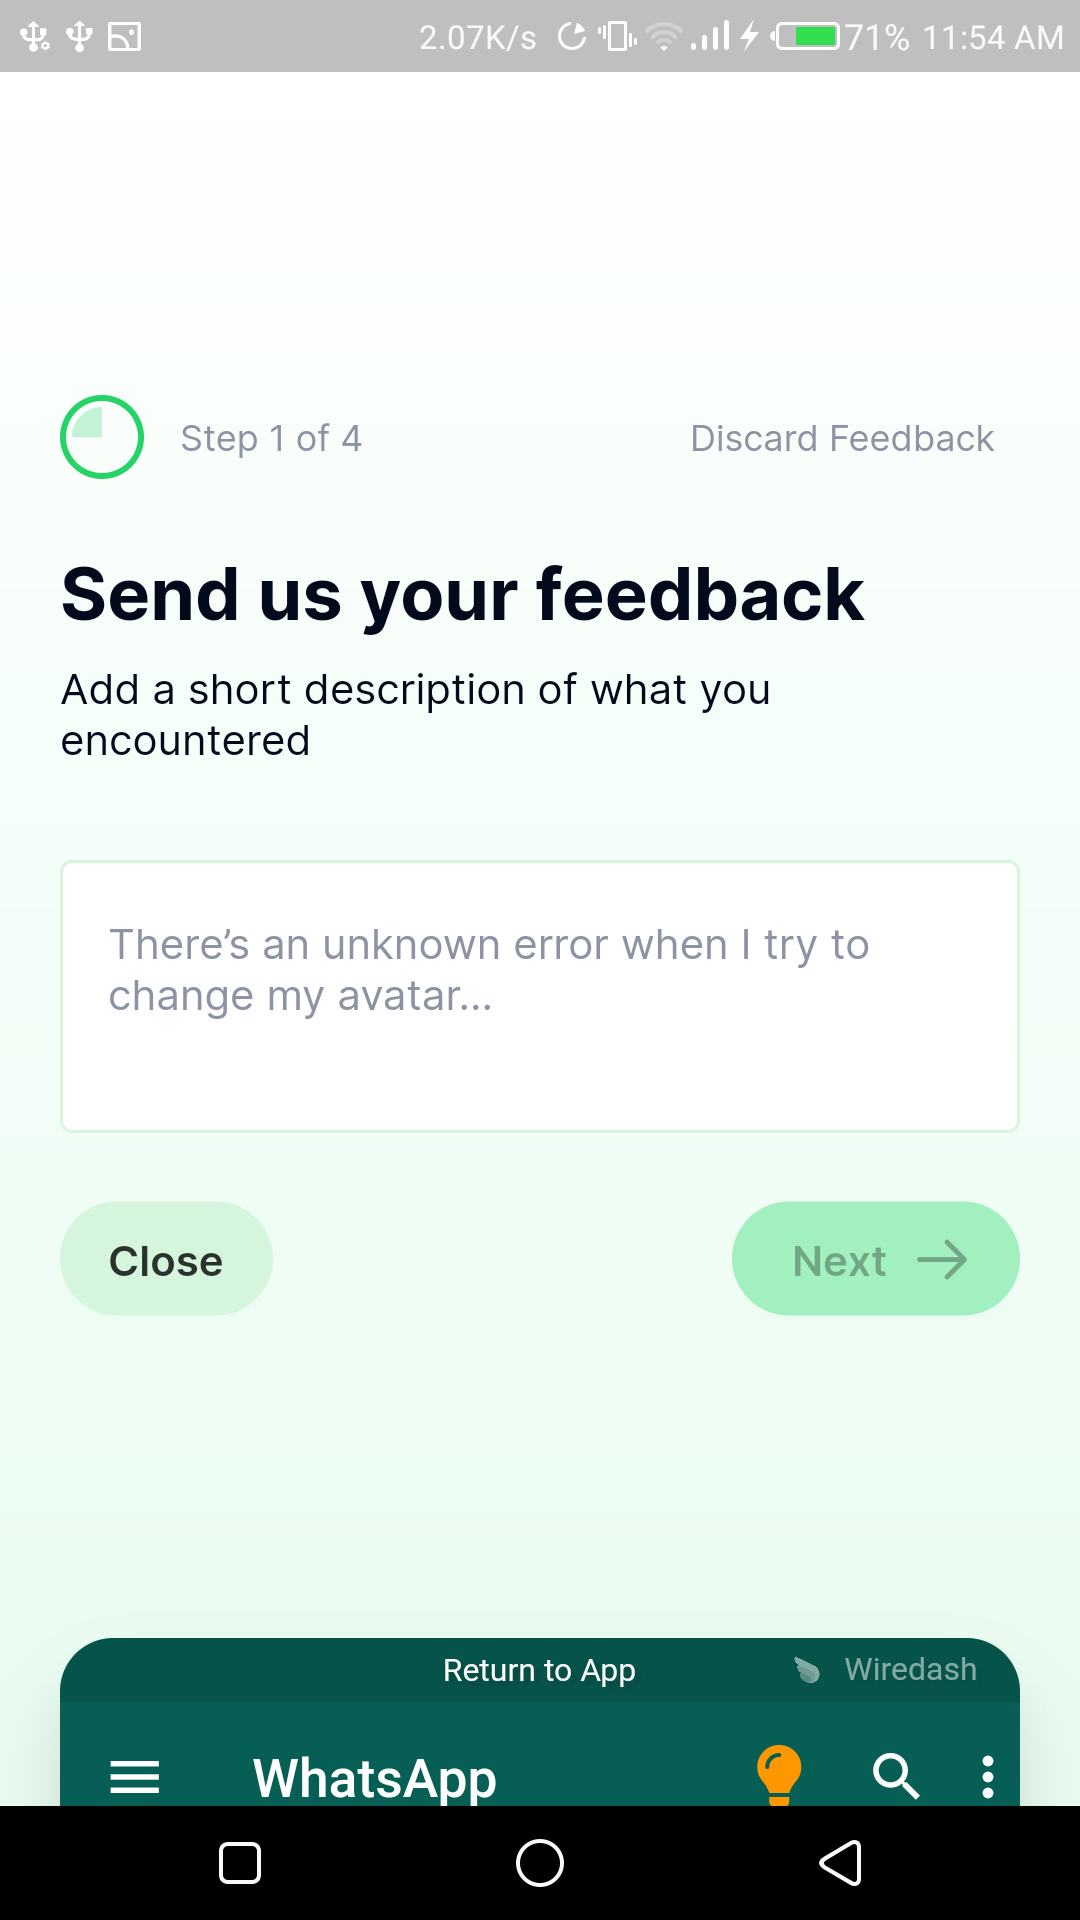 2.07K/s 71% 11:54 AM
Step 1 of 4 Discard Feedback
Send us your feedback
Add a short description of what you
encountered
There’s an unknown error when I try to
change my avatar...
Close Next
Return to App Wiredash
WhatsApp